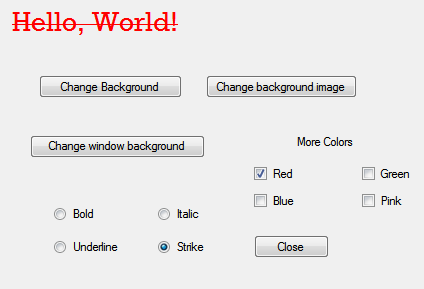 Hello, World!
Change Background
Change background image
Change window background
More Colors
Red
Green
Blue
Pink
Bold
Italic
Underline
Strike
Close